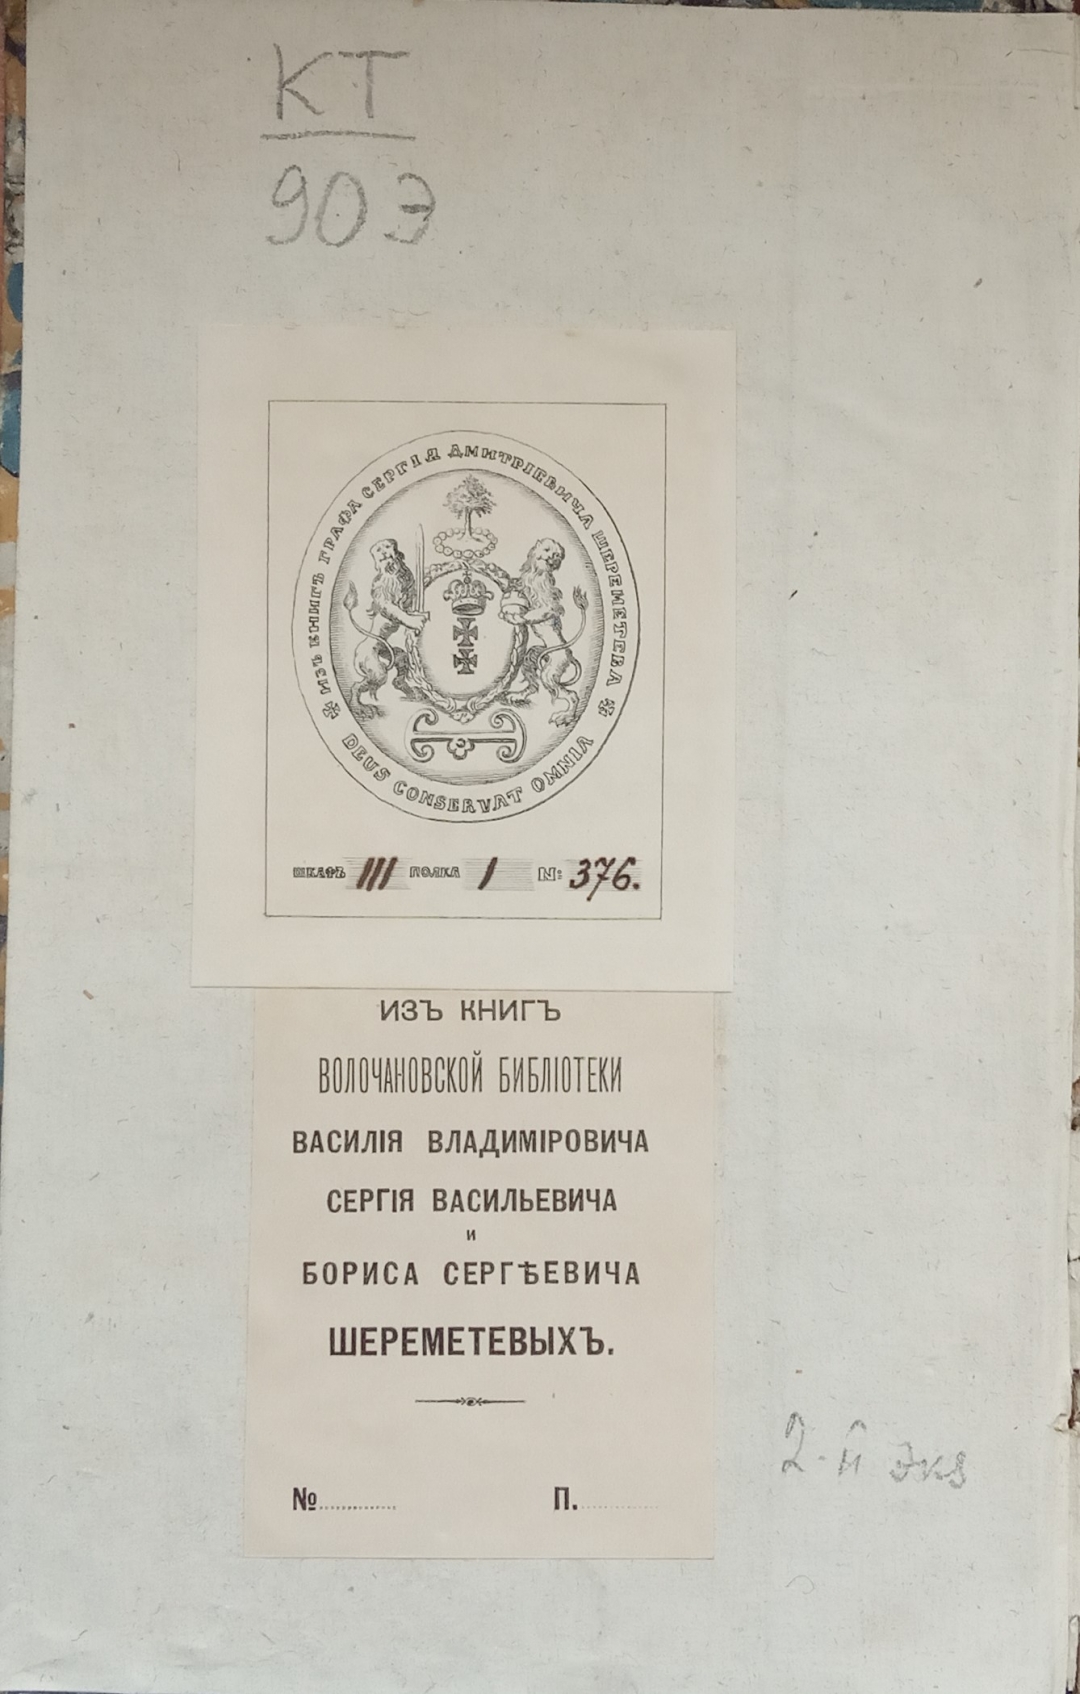 КТ
90Э
✻ ИЗЪ КНИГЪ ГРАФА СЕРГІЯ ДМИТРІЕВИЧА ШЕРЕМЕТЕВА ✻
DEUS CONSERVAT OMNIA
ШКАФЪ III ПОЛКА I №: 376.
ИЗЪ КНИГЪ
ВОЛОЧАНОВСКОЙ БИБЛІОТЕКИ
ВАСИЛІЯ ВЛАДИМІРОВИЧА
СЕРГІЯ ВАСИЛЬЕВИЧА
И
БОРИСА СЕРГѢЕВИЧА
ШЕРЕМЕТЕВЫХЪ.
№............ П............
2-й экз